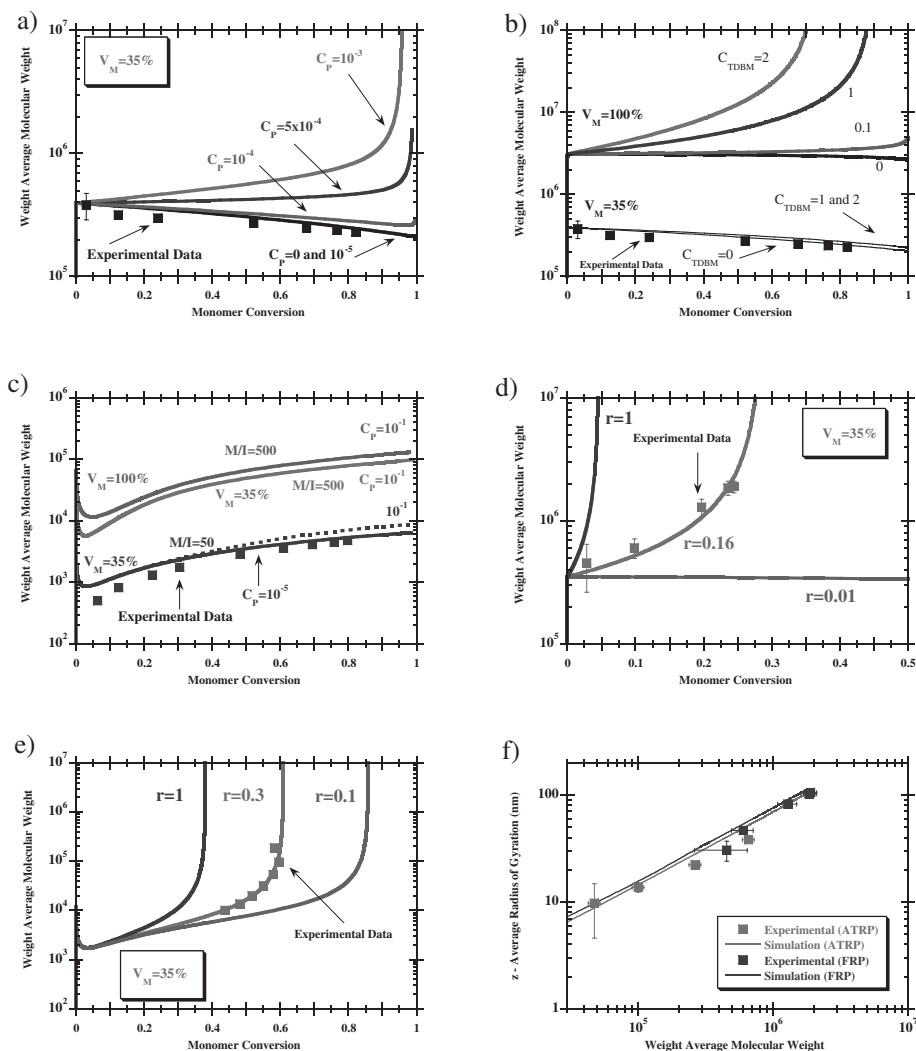 a)
10^7
10^6
10^5
Weight Average Molecular Weight
V_M=35%
C_P=10^-3
C_P=5x10^-4
C_P=10^-4
Experimental Data
C_P=0 and 10^-5
0 0.2 0.4 0.6 0.8 1
Monomer Conversion
b)
10^8
10^7
10^6
10^5
Weight Average Molecular Weight
C_TDBM=2
1
V_M=100%
0.1
0
V_M=35%
C_TDBM=1 and 2
Experimental Data
C_TDBM=0
0 0.2 0.4 0.6 0.8 1
Monomer Conversion
c)
10^6
10^5
10^4
10^3
10^2
Weight Average Molecular Weight
C_P=10^-1
M/I=500
V_M=100%
V_M=35%
M/I=500
C_P=10^-1
10^-1
V_M=35%
M/I=50
C_P=10^-5
Experimental Data
0 0.2 0.4 0.6 0.8 1
Monomer Conversion
d)
10^7
10^6
10^5
Weight Average Molecular Weight
r=1
V_M=35%
Experimental Data
r=0.16
r=0.01
0 0.1 0.2 0.3 0.4 0.5
Monomer Conversion
e)
10^7
10^6
10^5
10^4
10^3
10^2
Weight Average Molecular Weight
r=1
r=0.3
r=0.1
Experimental Data
V_M=35%
0 0.2 0.4 0.6 0.8 1
Monomer Conversion
f)
100
10
1
z - Average Radius of Gyration (nm)
Experimental (ATRP)
Simulation (ATRP)
Experimental (FRP)
Simulation (FRP)
10^5 10^6 10^7
Weight Average Molecular Weight